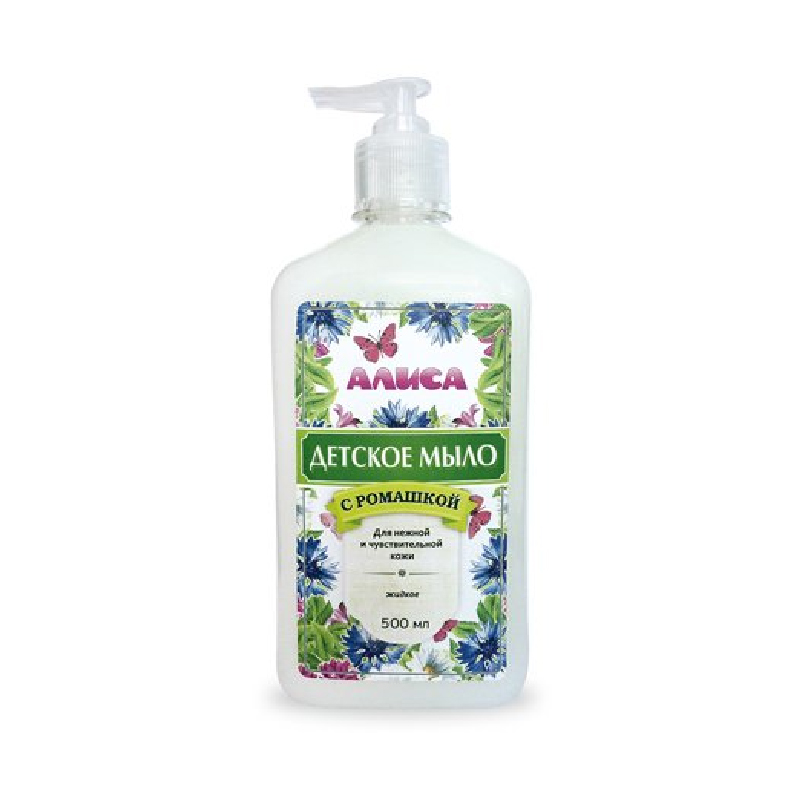 АЛИСА
ДЕТСКОЕ МЫЛО
С РОМАШКОЙ
Для нежной
и чувствительной
кожи
жидкое
500 мл